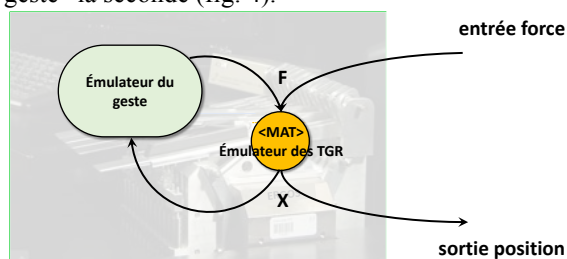 geste" la seconde (fig. 4).
entrée force
Émulateur du
geste
F
<MAT>
Émulateur des TGR
X
sortie position